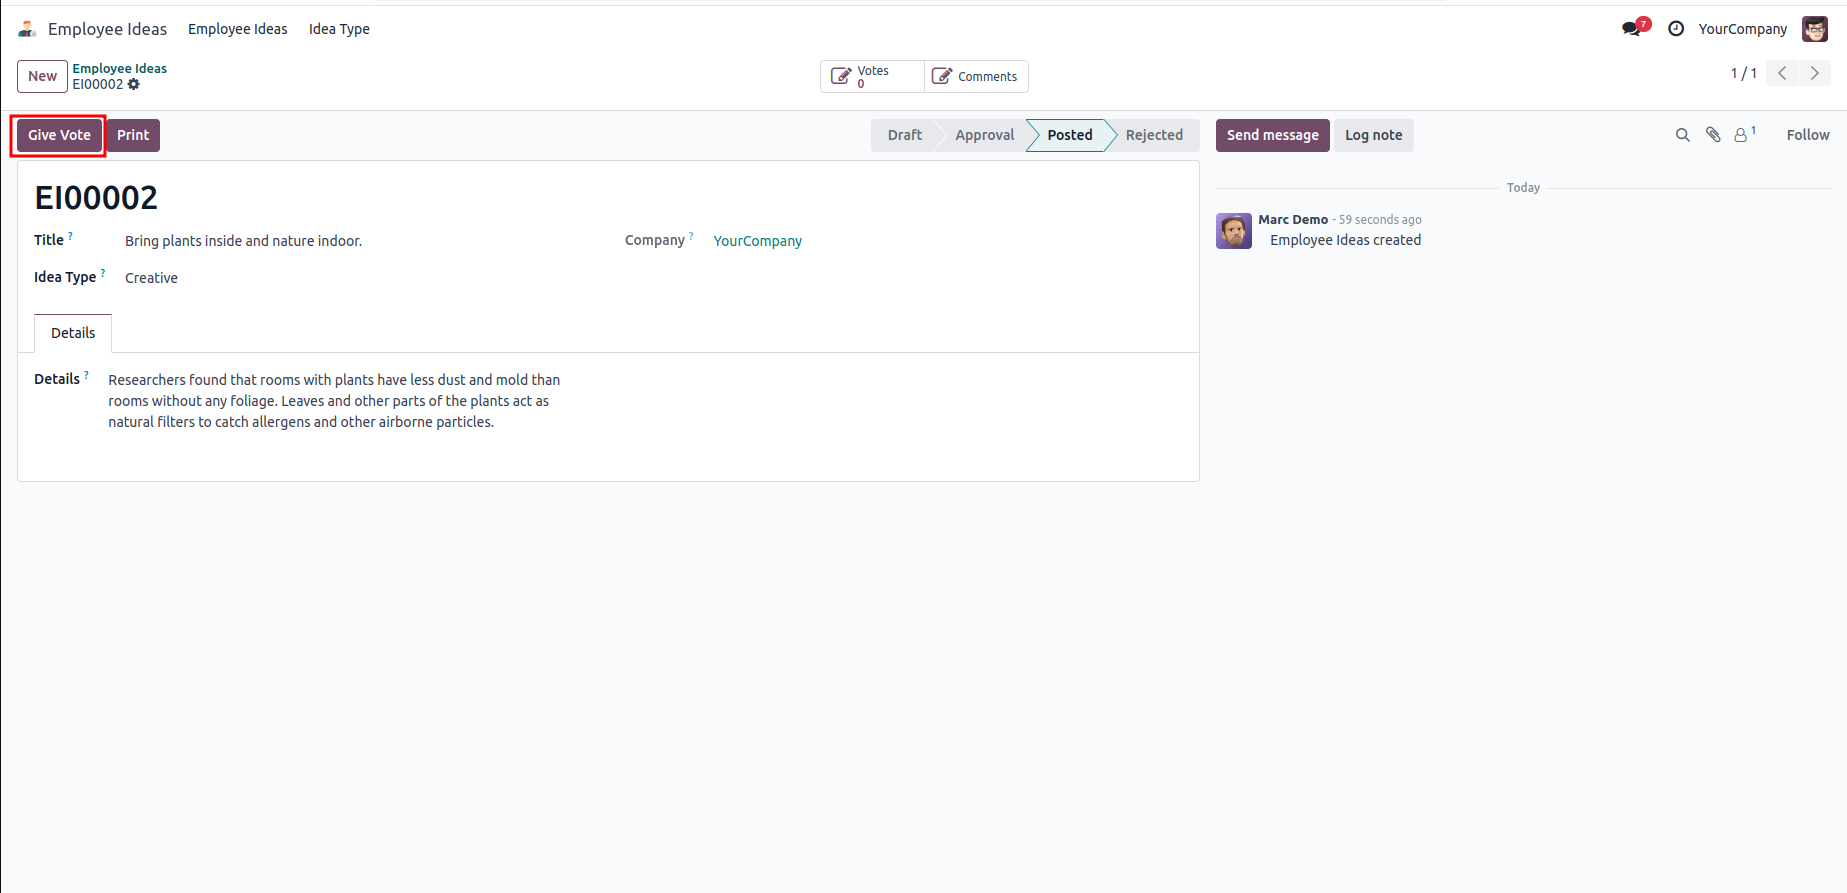 Employee Ideas Employee Ideas Idea Type 7 YourCompany
New Employee Ideas
EI00002
Votes
0
Comments
1 / 1
Give Vote Print Draft Approval Posted Rejected Send message Log note 1 Follow
EI00002
Title ? Bring plants inside and nature indoor. Company ? YourCompany
Idea Type ? Creative
Details
Details ? Researchers found that rooms with plants have less dust and mold than
rooms without any foliage. Leaves and other parts of the plants act as
natural filters to catch allergens and other airborne particles.
Today
Marc Demo - 59 seconds ago
Employee Ideas created